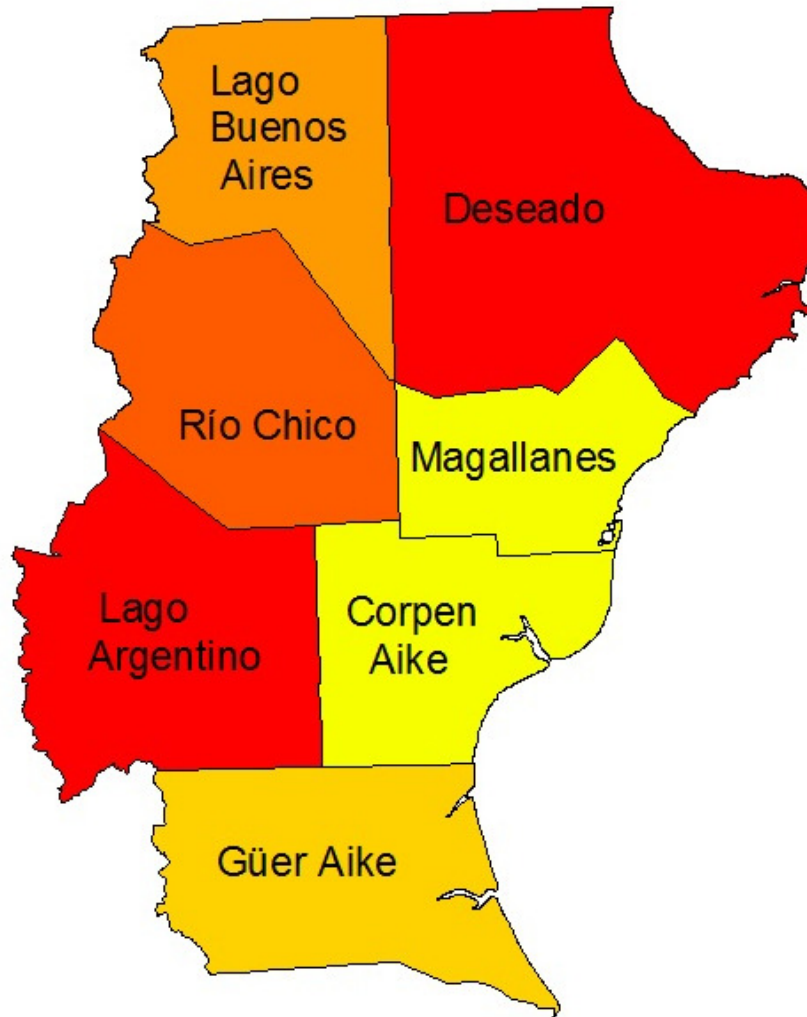 Lago
Buenos
Aires
Deseado
Río Chico
Magallanes
Lago
Argentino
Corpen
Aike
Güer Aike